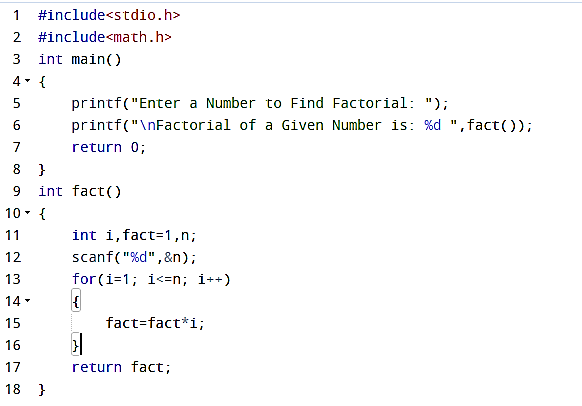 1 #include<stdio.h>
2 #include<math.h>
3 int main()
4 {
5 printf("Enter a Number to Find Factorial: ");
6 printf("\nFactorial of a Given Number is: %d ",fact());
7 return 0;
8 }
9 int fact()
10 {
11 int i,fact=1,n;
12 scanf("%d",&n);
13 for(i=1; i<=n; i++)
14 {
15 fact=fact*i;
16 }
17 return fact;
18 }